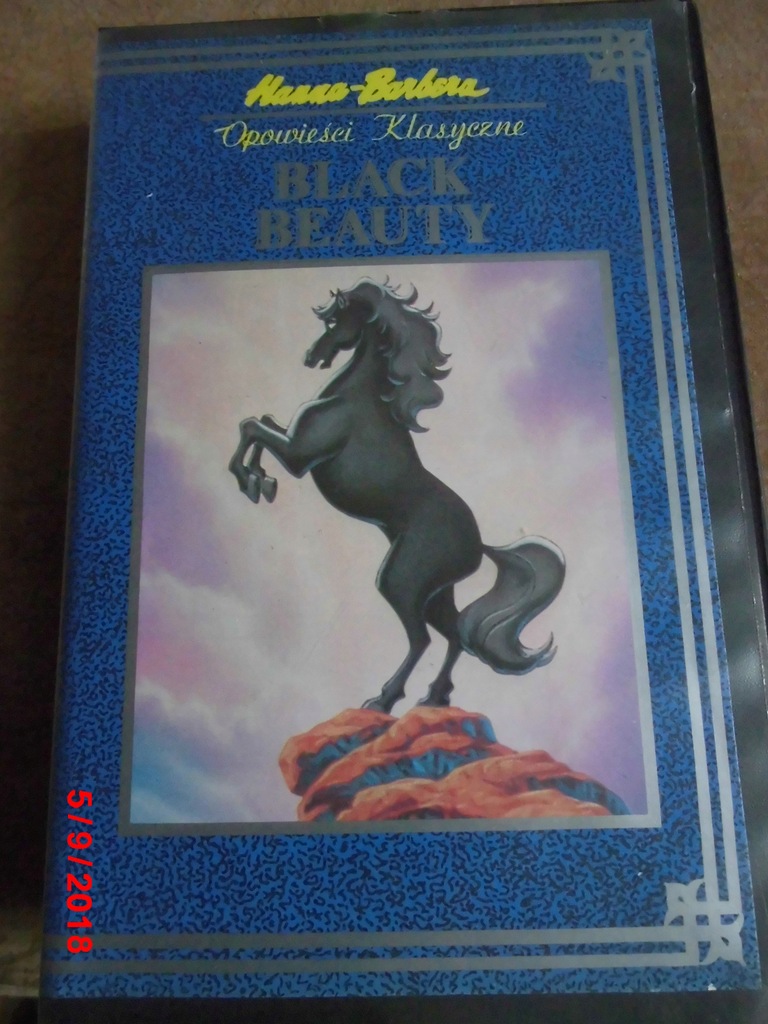 Hanna-Barbera
Opowieści Klasyczne
BLACK
BEAUTY
5/9/2018